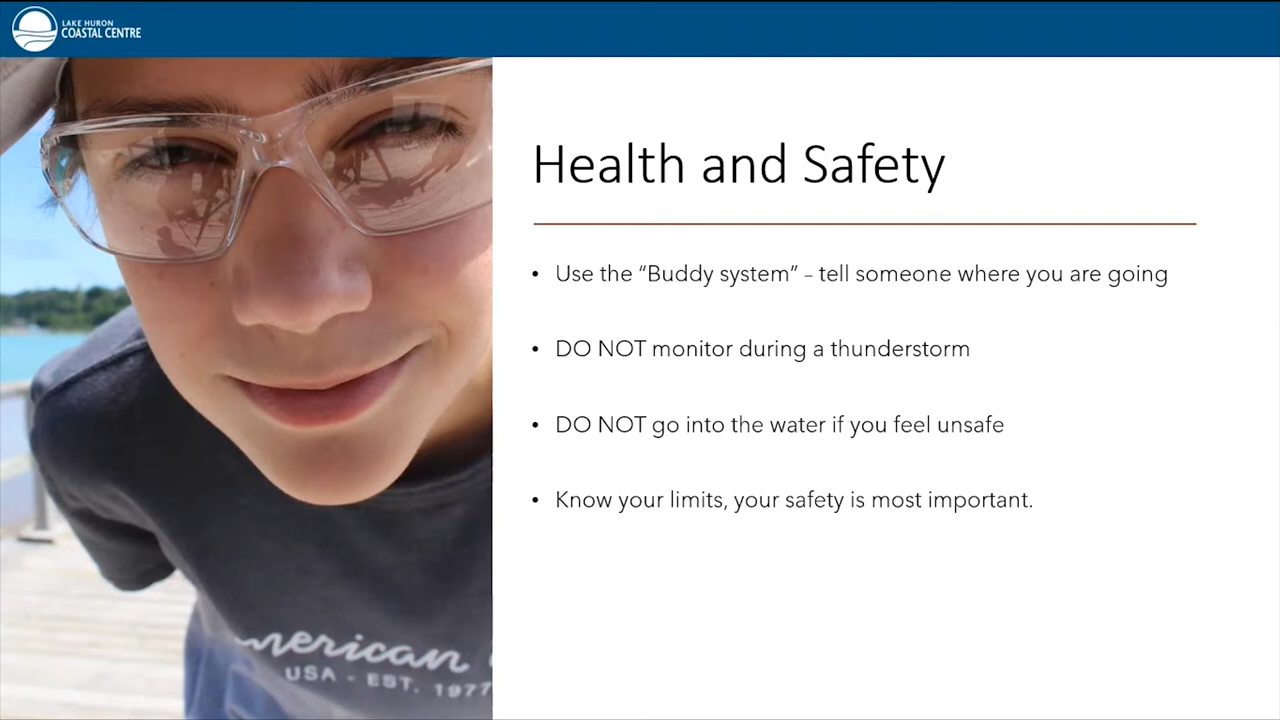 LAKE HURON
COASTAL CENTRE
Health and Safety
• Use the “Buddy system” – tell someone where you are going
• DO NOT monitor during a thunderstorm
• DO NOT go into the water if you feel unsafe
• Know your limits, your safety is most important.
American
USA - EST. 1977